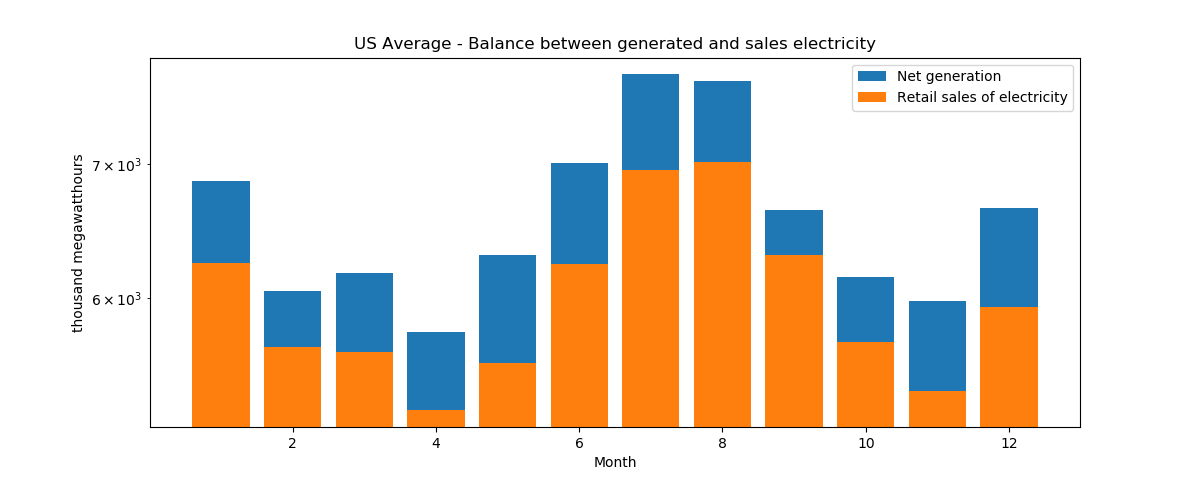 US Average - Balance between generated and sales electricity
Net generation
Retail sales of electricity
thousand megawatthours
7 × 10³
6 × 10³
2 4 6 8 10 12
Month